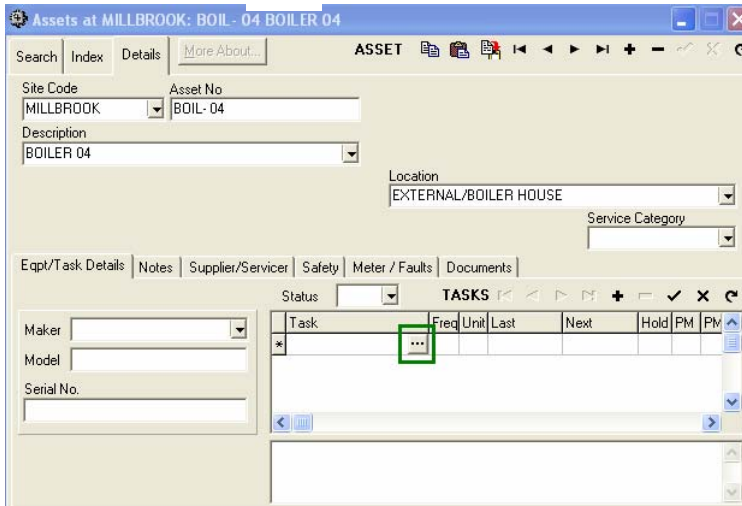 Assets at MILLBROOK: BOIL- 04 BOILER 04
Search Index Details More About... ASSET
Site Code Asset No
MILLBROOK BOIL- 04
Description
BOILER 04
Location
EXTERNAL/BOILER HOUSE
Service Category
Eqpt/Task Details Notes Supplier/Servicer Safety Meter / Faults Documents
Status TASKS
Task Freq Unit Last Next Hold PM PM
Maker
Model
Serial No.